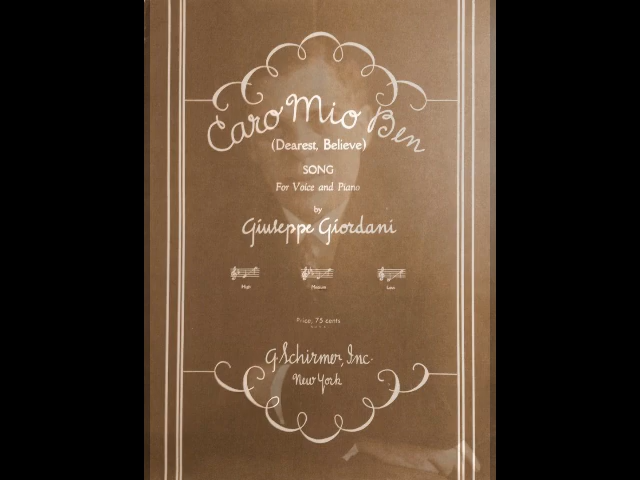 Caro Mio Ben
(Dearest, Believe)
SONG
For Voice and Piano
by
Giuseppe Giordani
High Medium Low
Price, 75 cents
G. Schirmer, Inc.
New York